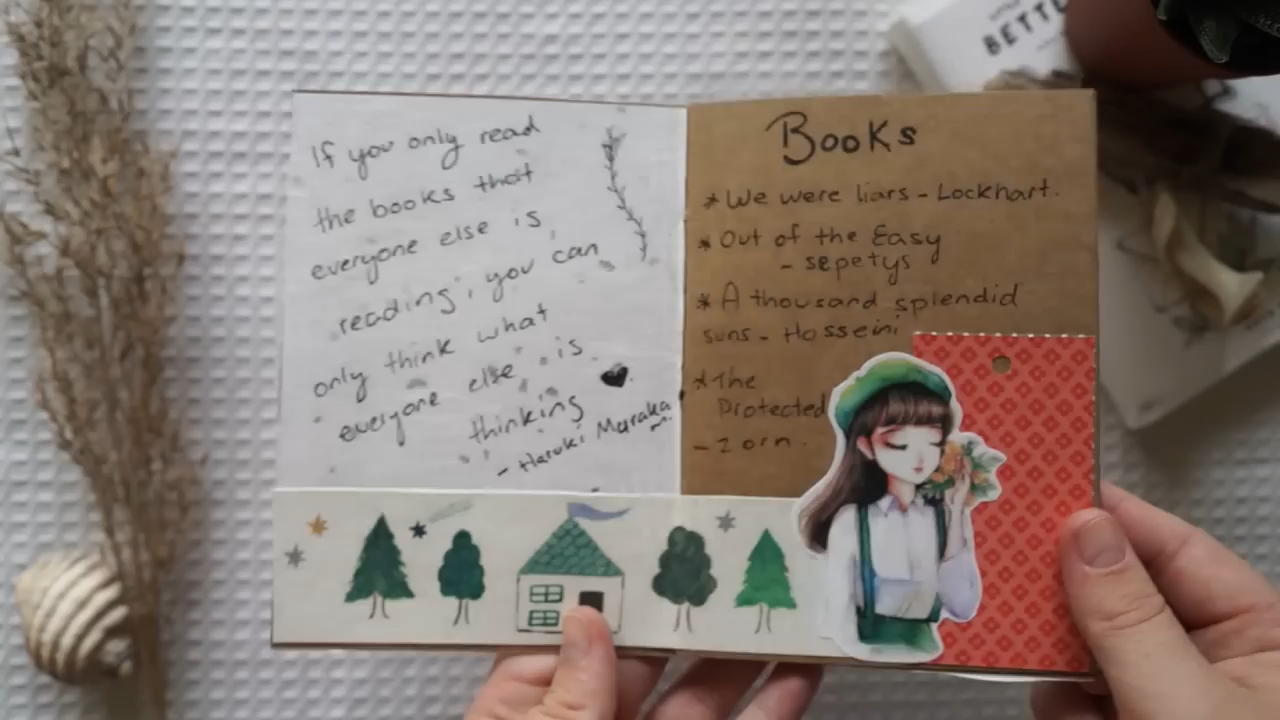 If you only read
the books that
everyone else is
reading, you can
only think what
everyone else is
thinking
- Haruki Muraka
Books
* We were liars - Lockhart.
* Out of the Easy
- sepetys
* A thousand splendid
suns - Hosseini
* The
Protected
- Zorn.